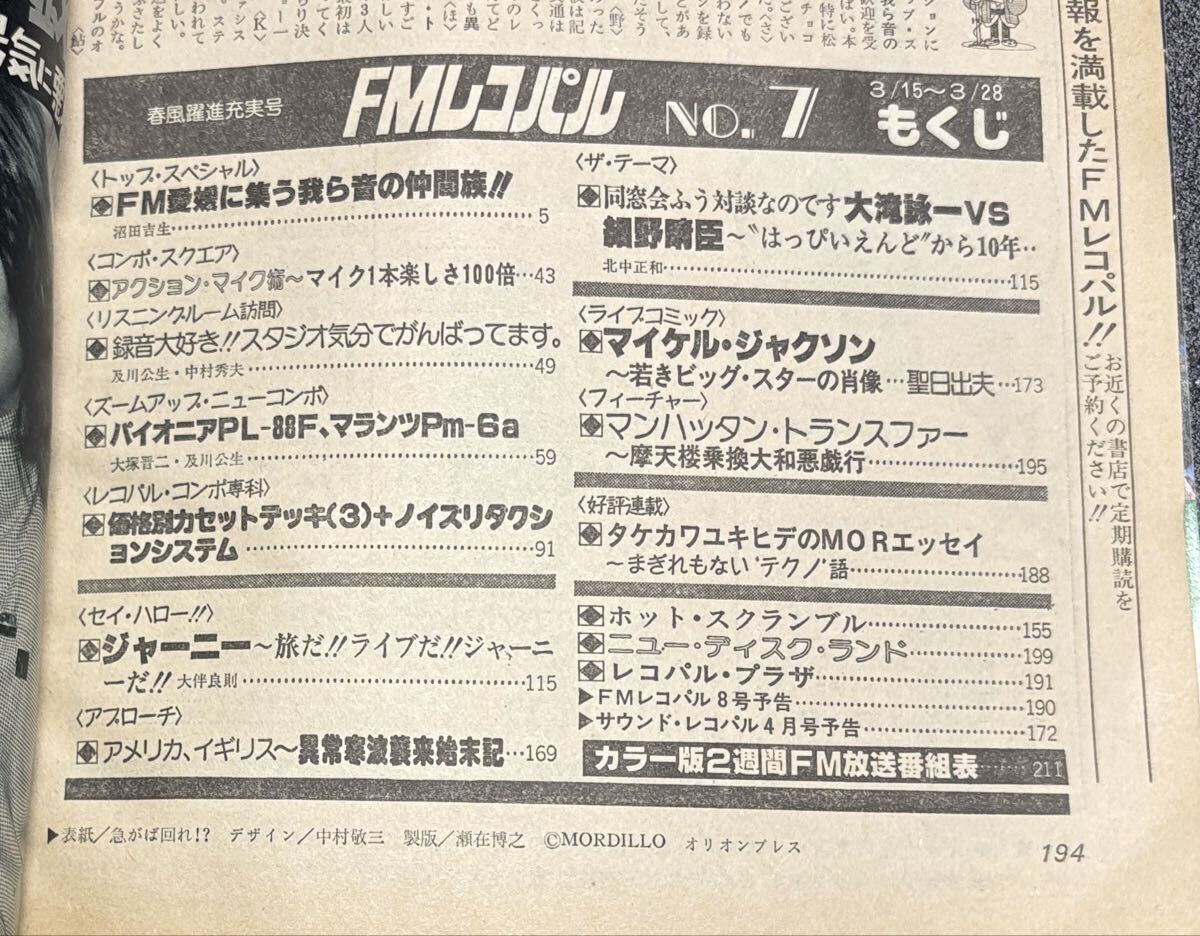 春風躍進充実号
FMレコパル NO.7
3/15〜3/28
もくじ
〈トップ・スペシャル〉
FM愛媛に集う我ら音の仲間族!!
沼田吉生 5
〈コンポ・スクエア〉
アクション・マイク術〜マイク1本楽しさ100倍…43
〈リスニングルーム訪問〉
録音大好き!!スタジオ気分でがんばってます。
及川公生・中村秀夫 49
〈ズームアップ・ニューコンポ〉
パイオニアPL-88F、マランツPm-6a
大塚晋二・及川公生 59
〈レコパル・コンポ専科〉
価格別カセットデッキ(3)+ノイズリダクシ
ョンシステム 91
〈セイ・ハロー!!〉
ジャーニー〜旅だ!!ライブだ!!ジャーニ
ーだ!! 大伴良則 115
〈アプローチ〉
アメリカ、イギリス〜異常寒波襲来始末記…169
〈ザ・テーマ〉
同窓会ふう対談なのです大滝詠一VS
細野晴臣〜“はっぴいえんど”から10年‥
北中正和 115
〈ライブコミック〉
マイケル・ジャクソン
〜若きビッグ・スターの肖像…聖日出夫…173
〈フィーチャー〉
マンハッタン・トランスファー
〜摩天楼乗換大和悪戯行 195
〈好評連載〉
タケカワユキヒデのMORエッセイ
〜まぎれもない‘テクノ’語 188
ホット・スクランブル 155
ニュー・ディスク・ランド 199
レコパル・プラザ 191
▶FMレコパル8号予告 190
▶サウンド・レコパル4月号予告 172
カラー版2週間FM放送番組表 211
▶表紙／急がば回れ!? デザイン／中村敬三 製版／瀬在博之 ©MORDILLO オリオンプレス
194
報を満載したFMレコパル!!
お近くの書店で定期購読を
ご予約ください!!